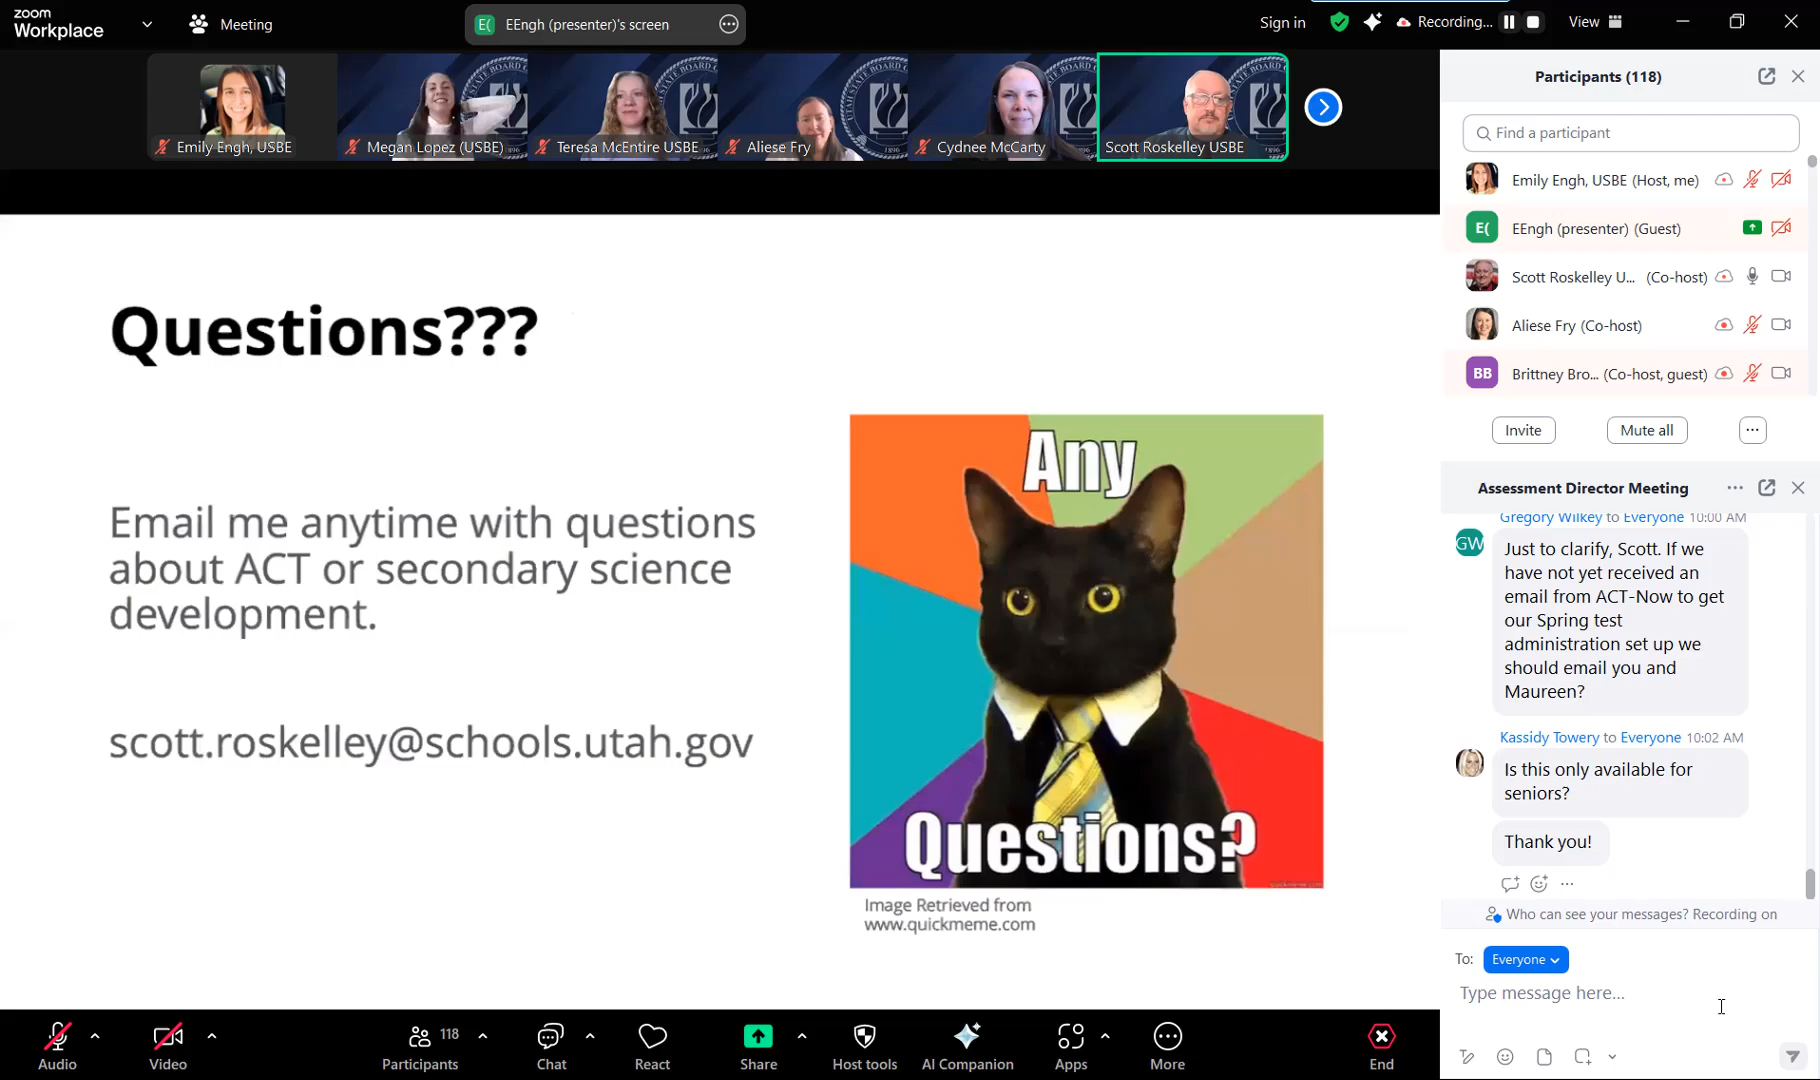 zoom
Workplace
Meeting
E(
EEngh (presenter)'s screen
Sign in
Recording...
View
Emily Engh, USBE
Megan Lopez (USBE)
Teresa McEntire USBE
Aliese Fry
Cydnee McCarty
Scott Roskelley USBE
Questions???
Email me anytime with questions
about ACT or secondary science
development.
scott.roskelley@schools.utah.gov
Any
Questions?
Image Retrieved from
www.quickmeme.com
Participants (118)
Find a participant
Emily Engh, USBE (Host, me)
E(
EEngh (presenter) (Guest)
Scott Roskelley U... (Co-host)
Aliese Fry (Co-host)
BB
Brittney Bro... (Co-host, guest)
Invite
Mute all
Assessment Director Meeting
Gregory Wilkey to Everyone 10:00 AM
GW
Just to clarify, Scott. If we
have not yet received an
email from ACT-Now to get
our Spring test
administration set up we
should email you and
Maureen?
Kassidy Towery to Everyone 10:02 AM
Is this only available for
seniors?
Thank you!
Who can see your messages? Recording on
To:
Everyone
Type message here...
Audio
Video
118
Participants
Chat
React
Share
Host tools
AI Companion
Apps
More
End